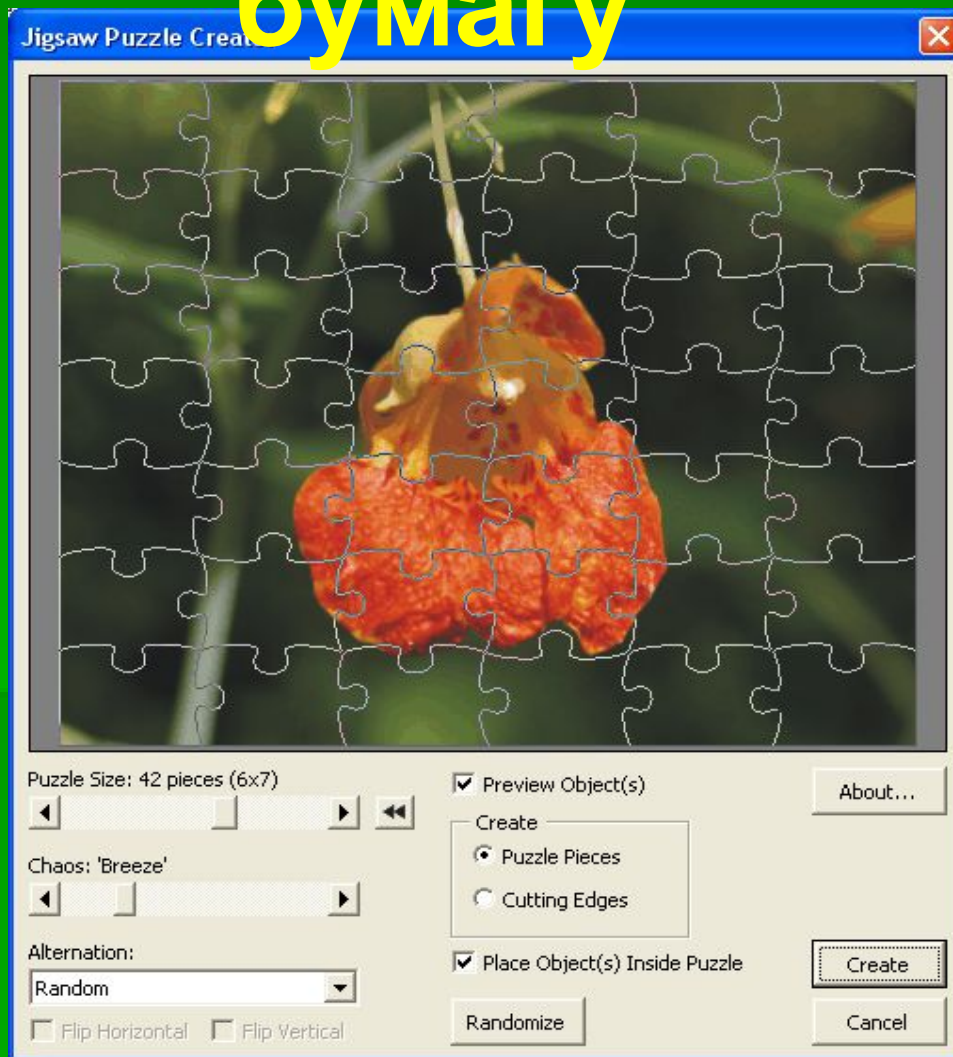 бумагу
Jigsaw Puzzle Creator
Puzzle Size: 42 pieces (6x7)
Chaos: 'Breeze'
Alternation:
Random
Flip Horizontal Flip Vertical
Preview Object(s)
Create
Puzzle Pieces
Cutting Edges
Place Object(s) Inside Puzzle
Randomize
About...
Create
Cancel